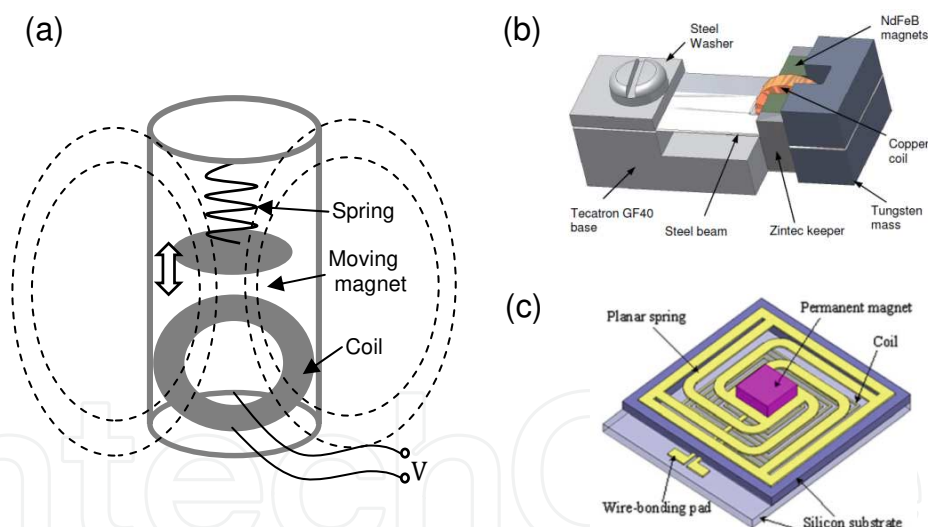 (a)
Spring
Moving
magnet
Coil
V
(b)
Steel
Washer
NdFeB
magnets
Copper
coil
Tungsten
mass
Tecatron GF40
base
Steel beam
Zintec keeper
(c)
Permanent magnet
Planar spring
Coil
Wire-bonding pad
Silicon substrate